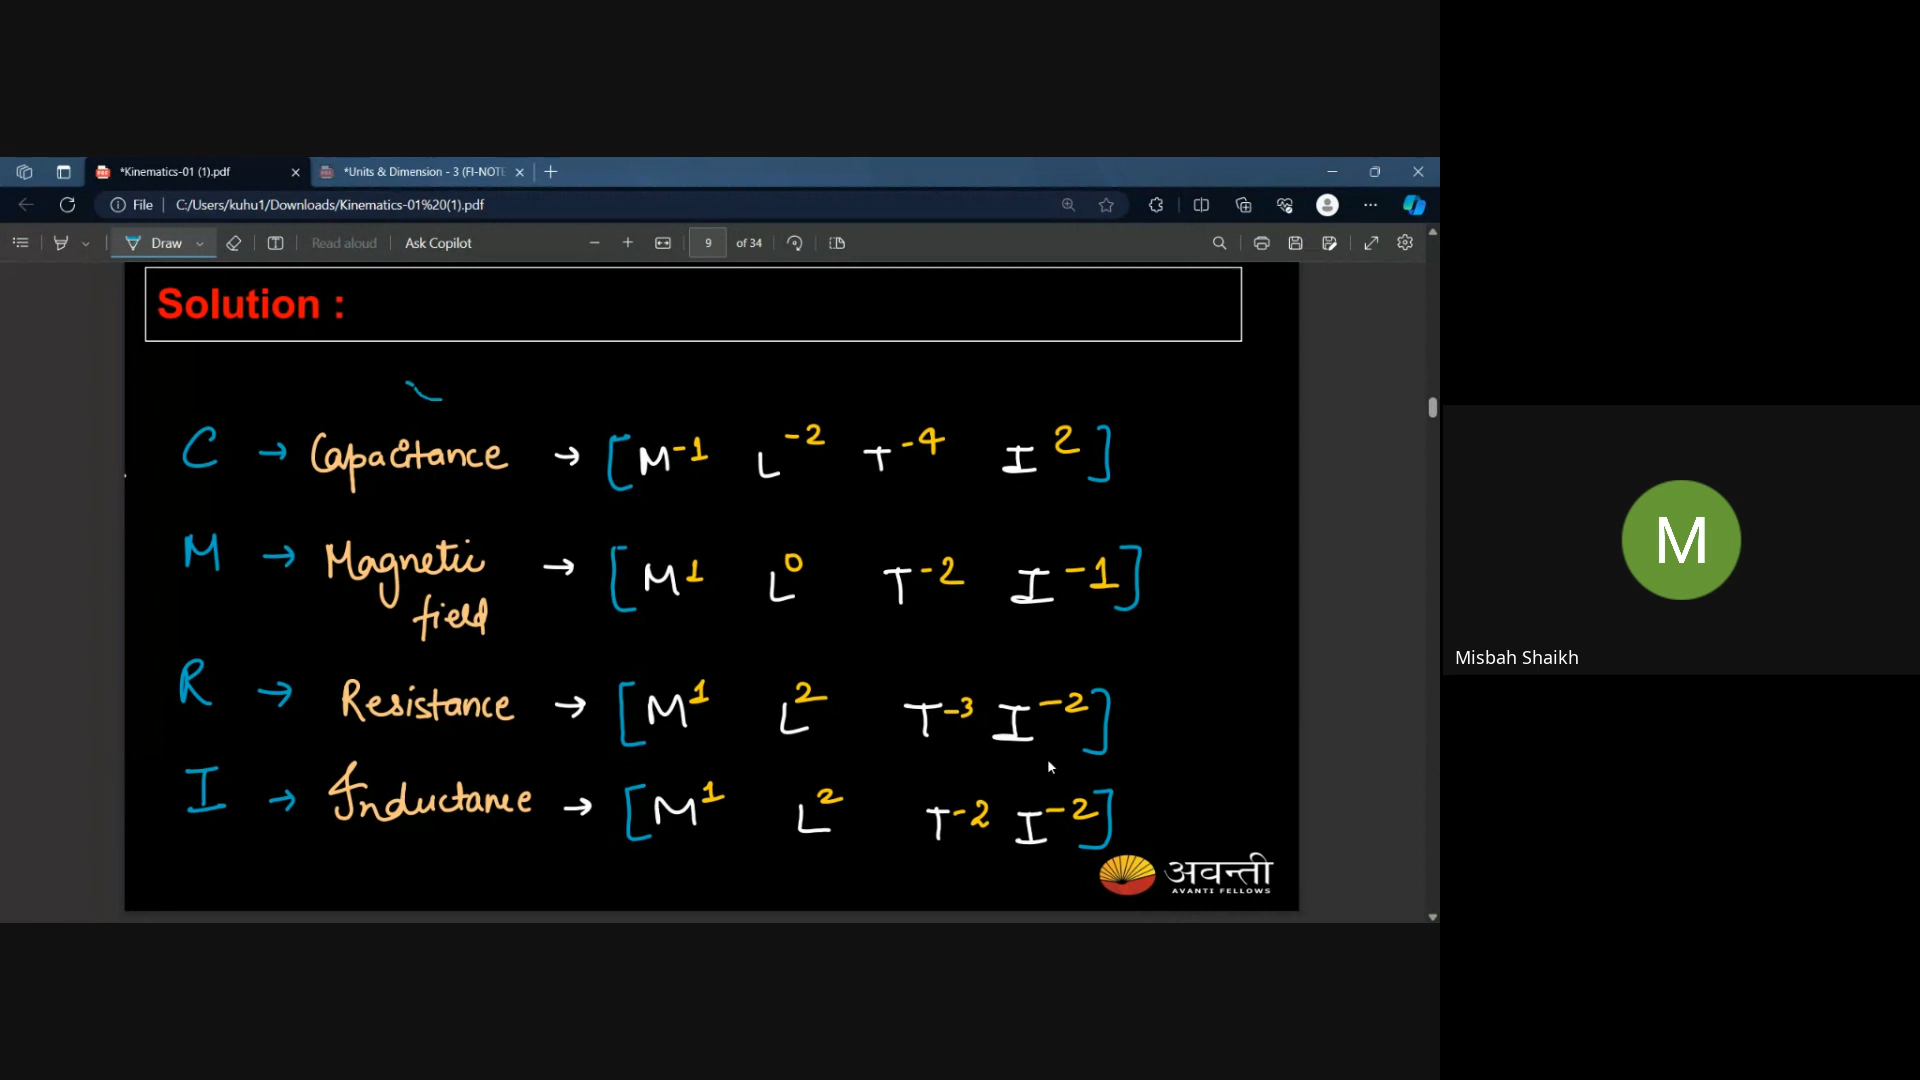 *Kinematics-01 (1).pdf
*Units & Dimension - 3 (FI-NOTE
File | C:/Users/kuhu1/Downloads/Kinematics-01%20(1).pdf
Draw Read aloud Ask Copilot 9 of 34
Solution :
C → Capacitance → [M⁻¹ L⁻² T⁻⁴ I²]
M → Magnetic field → [M¹ L⁰ T⁻² I⁻¹]
R → Resistance → [M¹ L² T⁻³ I⁻²]
I → Inductance → [M¹ L² T⁻² I⁻²]
अवन्ती
AVANTI FELLOWS
M
Misbah Shaikh